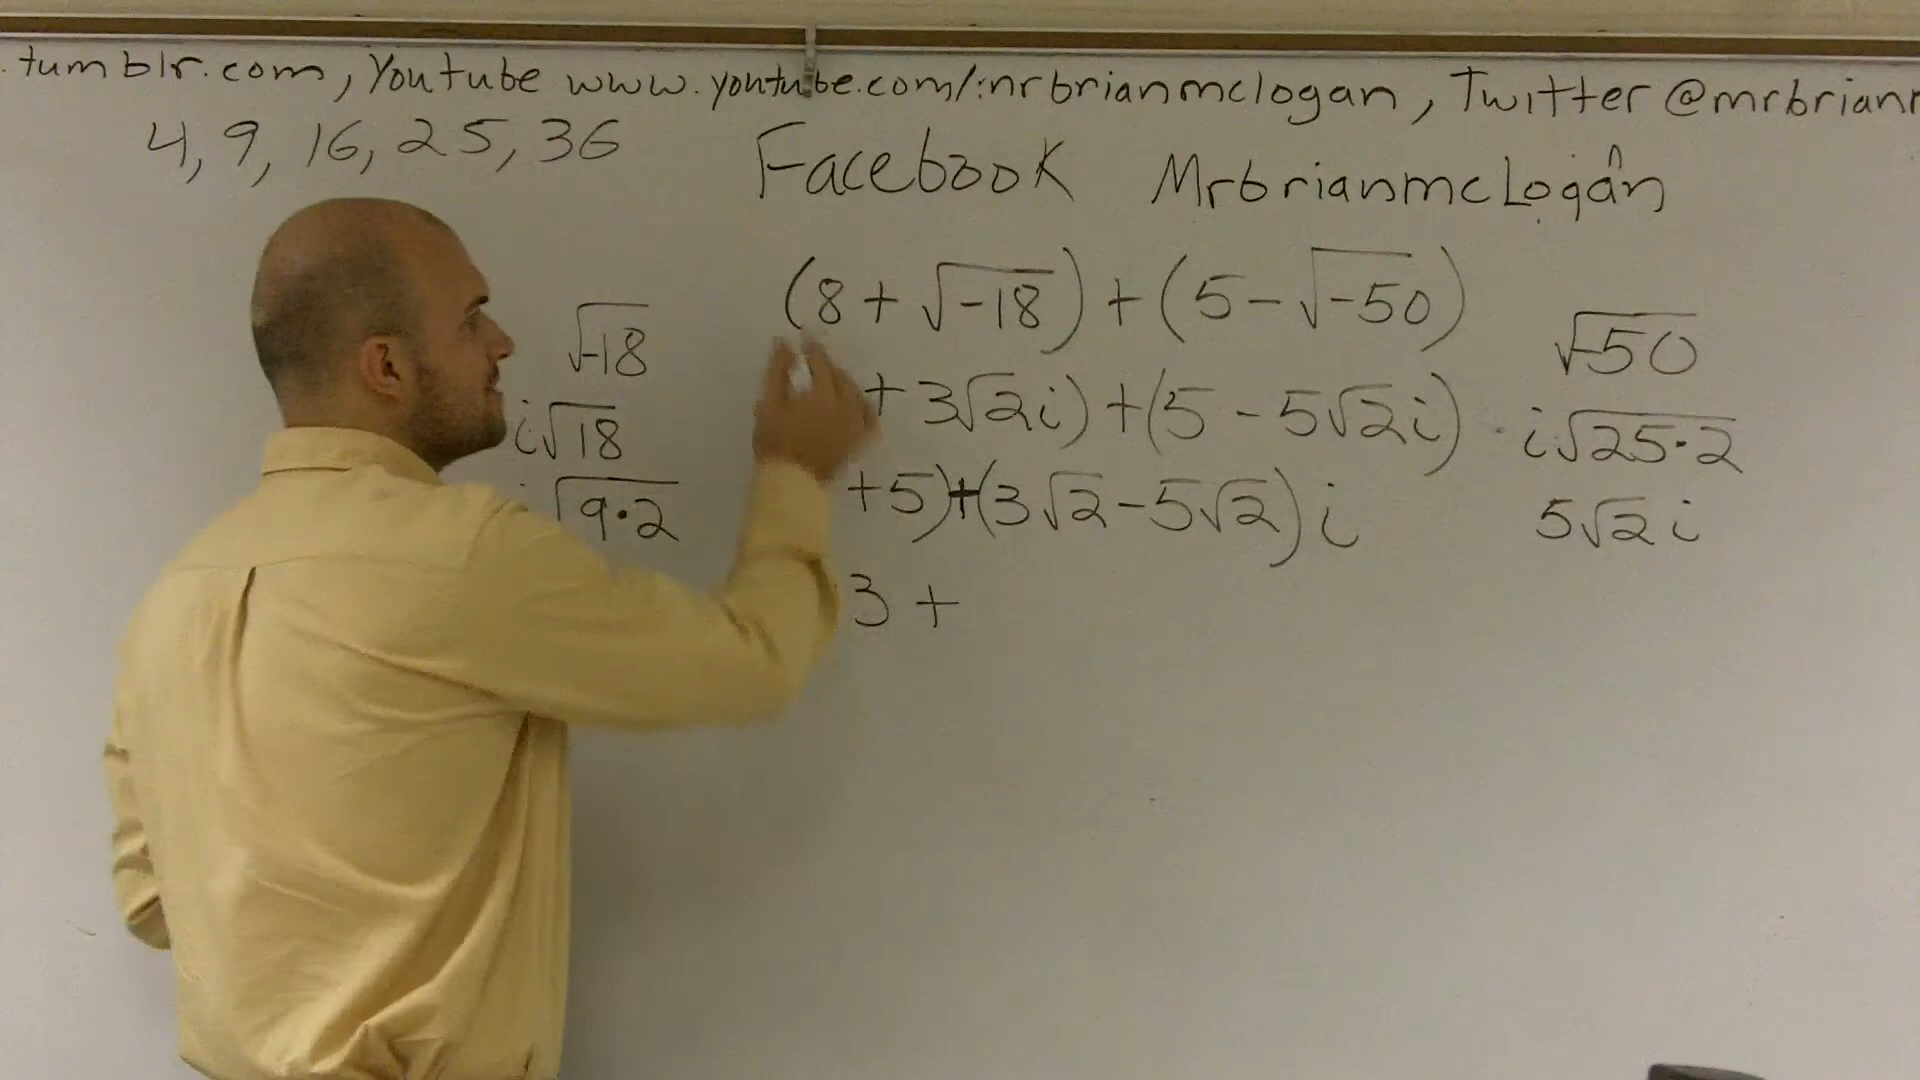 .tumblr.com, Youtube www.youtube.com/mrbrianmclogan, Twitter @mrbrianm
4, 9, 16, 25, 36
Facebook MrbrianmcLogan
(8 + √-18) + (5 - √-50)
√-18
√-50
+ 3√2i) + (5 - 5√2i)
i√18
i√25·2
+5) + (3√2 - 5√2)i
√9·2
5√2i
3 +